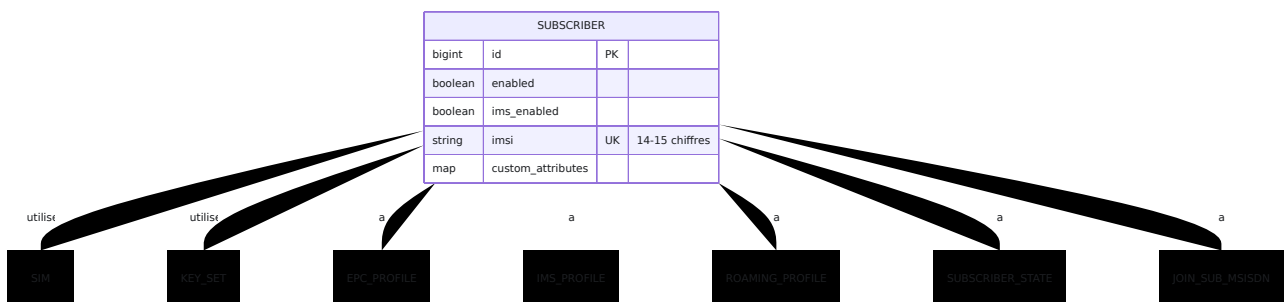 SUBSCRIBER
bigint id PK
boolean enabled
boolean ims_enabled
string imsi UK 14-15 chiffres
map custom_attributes
utilise utilise a a a a a
SIM KEY_SET EPC_PROFILE IMS_PROFILE ROAMING_PROFILE SUBSCRIBER_STATE JOIN_SUB_MSISDN